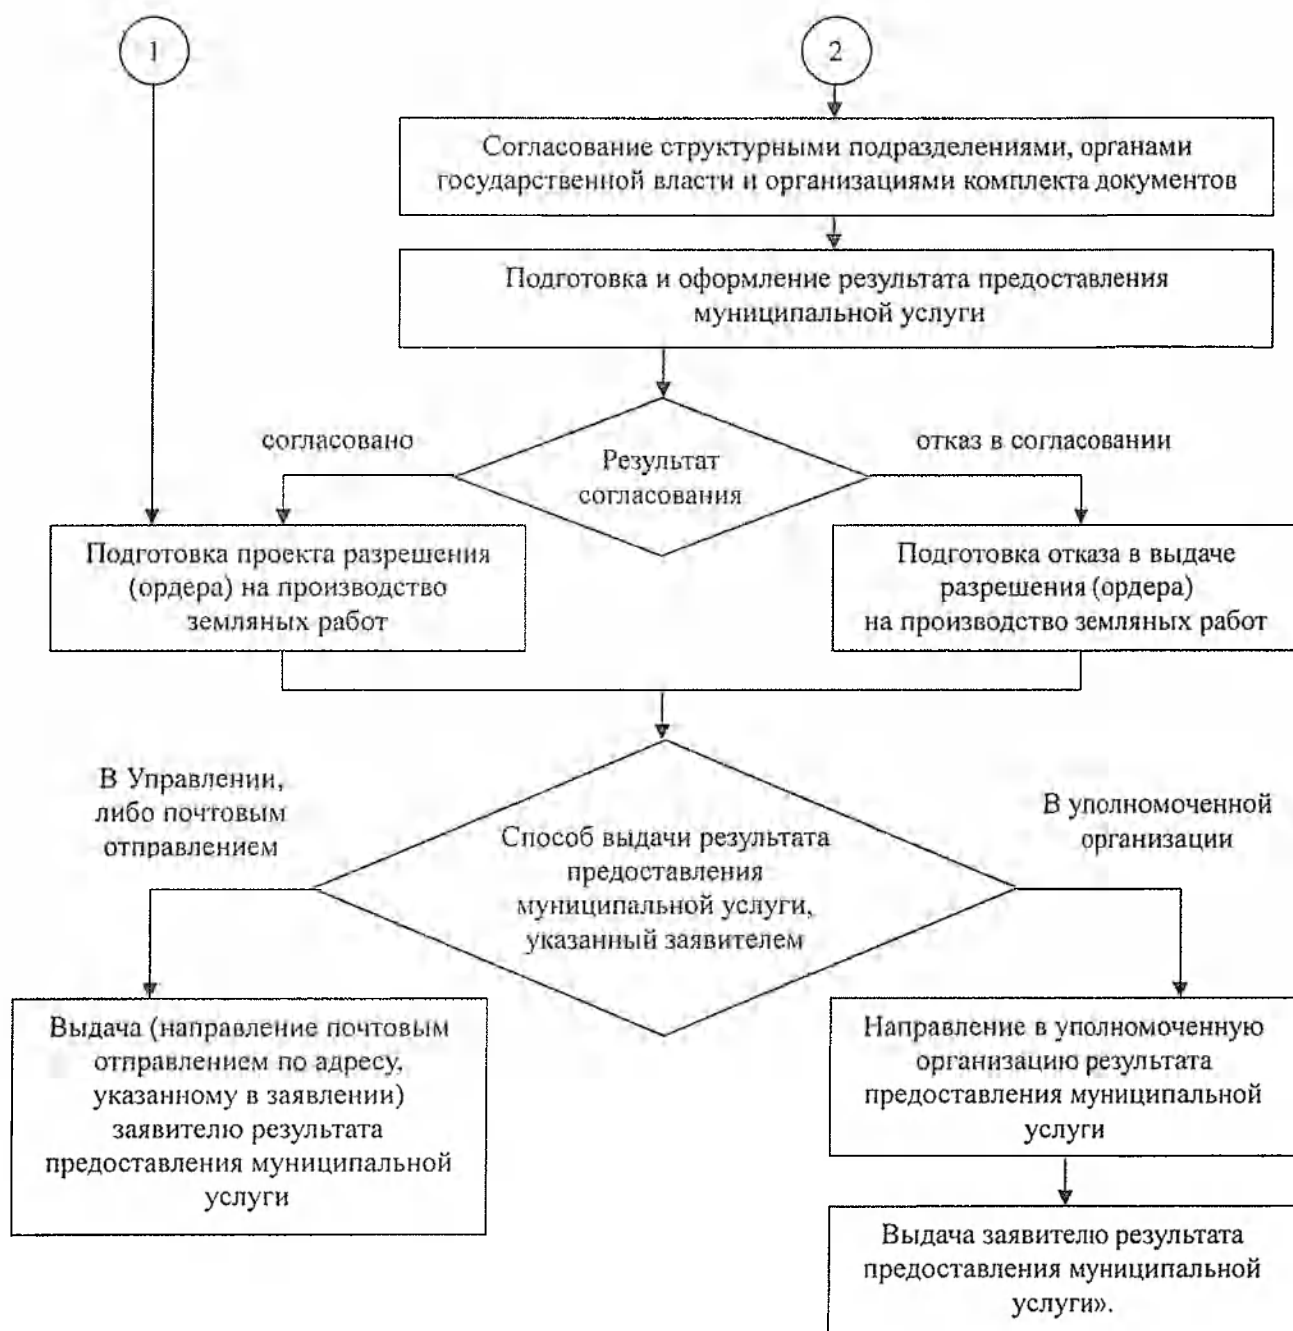 1
2
Согласование структурными подразделениями, органами
государственной власти и организациями комплекта документов
Подготовка и оформление результата предоставления
муниципальной услуги
согласовано
отказ в согласовании
Результат
согласования
Подготовка проекта разрешения
(ордера) на производство
земляных работ
Подготовка отказа в выдаче
разрешения (ордера)
на производство земляных работ
В Управлении,
либо почтовым
отправлением
В уполномоченной
организации
Способ выдачи результата
предоставления
муниципальной услуги,
указанный заявителем
Выдача (направление почтовым
отправлением по адресу,
указанному в заявлении)
заявителю результата
предоставления муниципальной
услуги
Направление в уполномоченную
организацию результата
предоставления муниципальной
услуги
Выдача заявителю результата
предоставления муниципальной
услуги».